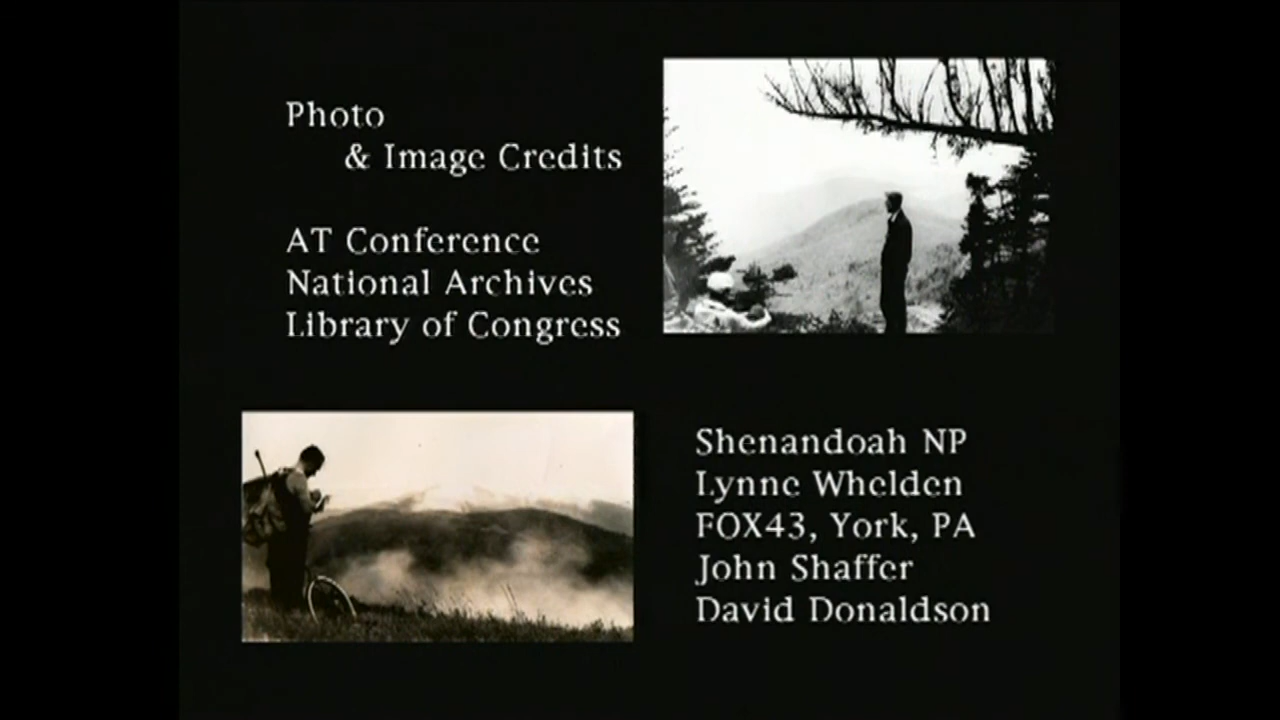 Photo
& Image Credits
AT Conference
National Archives
Library of Congress
Shenandoah NP
Lynne Whelden
FOX43, York, PA
John Shaffer
David Donaldson